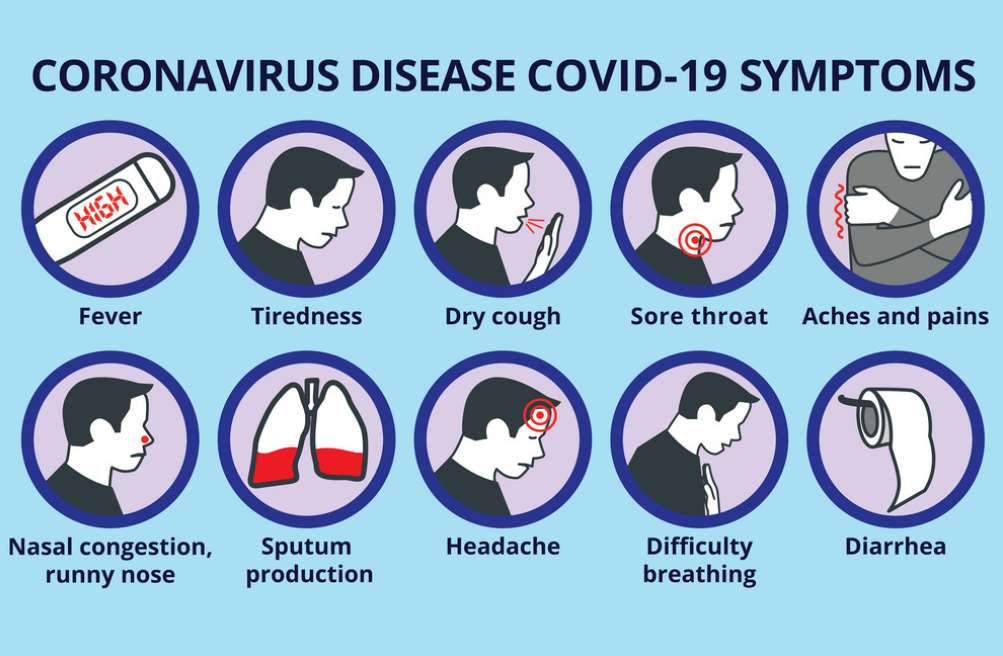 CORONAVIRUS DISEASE COVID-19 SYMPTOMS
HIGH
Fever
Tiredness
Dry cough
Sore throat
Aches and pains
Nasal congestion,
runny nose
Sputum
production
Headache
Difficulty
breathing
Diarrhea